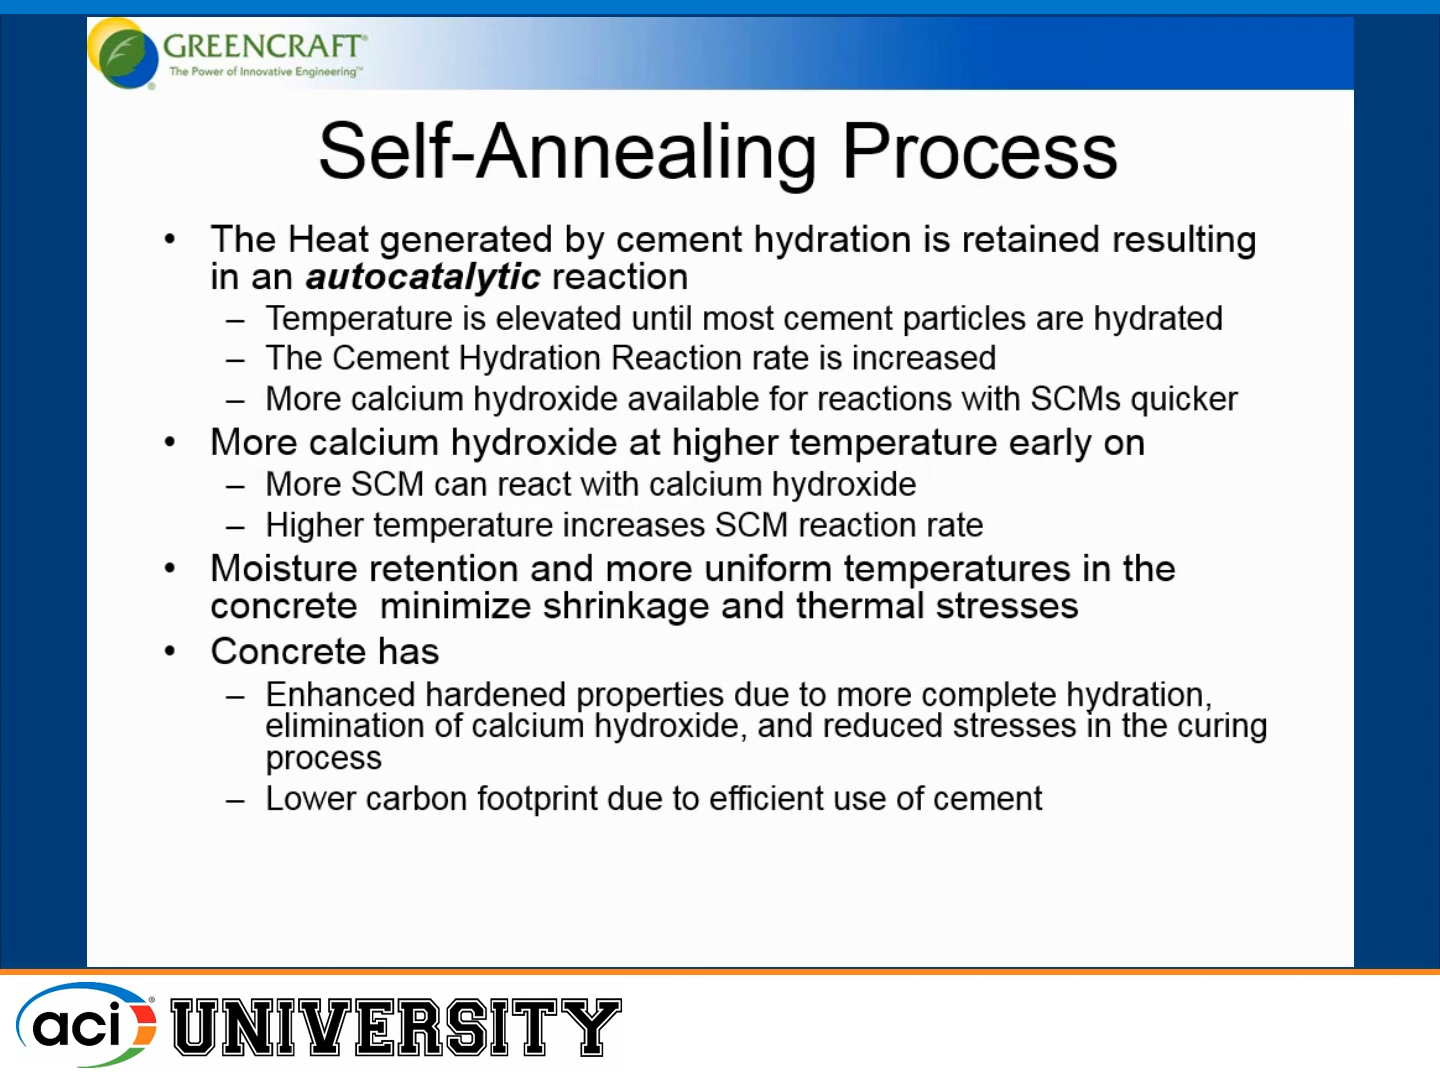 GREENCRAFT®
The Power of Innovative Engineering™
®
Self-Annealing Process
• The Heat generated by cement hydration is retained resulting
in an autocatalytic reaction
– Temperature is elevated until most cement particles are hydrated
– The Cement Hydration Reaction rate is increased
– More calcium hydroxide available for reactions with SCMs quicker
• More calcium hydroxide at higher temperature early on
– More SCM can react with calcium hydroxide
– Higher temperature increases SCM reaction rate
• Moisture retention and more uniform temperatures in the
concrete  minimize shrinkage and thermal stresses
• Concrete has
– Enhanced hardened properties due to more complete hydration,
elimination of calcium hydroxide, and reduced stresses in the curing
process
– Lower carbon footprint due to efficient use of cement
aci® UNIVERSITY